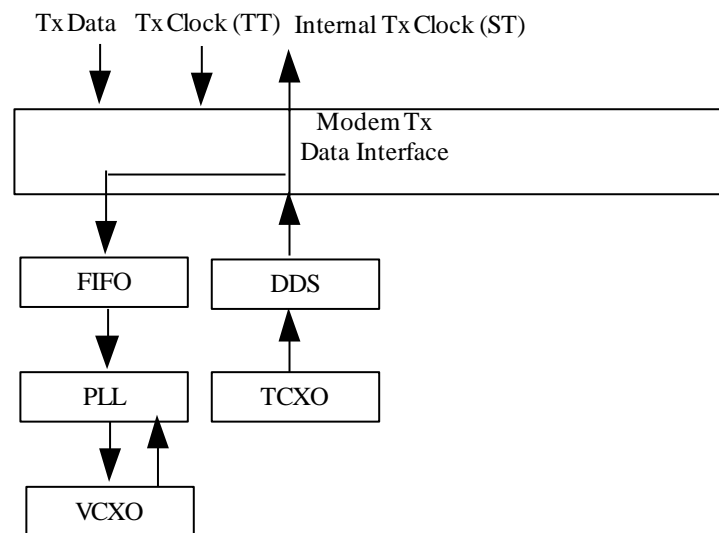 Tx Data Tx Clock (TT) Internal Tx Clock (ST)
Modem Tx
Data Interface
FIFO DDS
PLL TCXO
VCXO